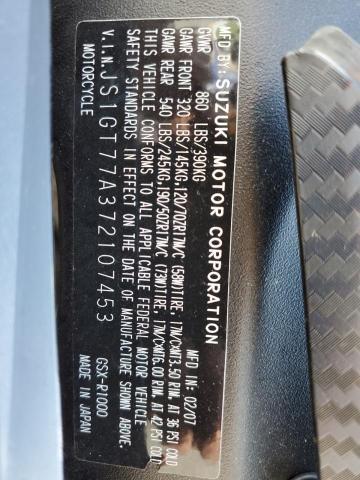 MFD BY:SUZUKI MOTOR CORPORATION
GVWR 860 LBS/390KG MFD IN 02/07
GAWR FRONT 320 LBS/145KG,120/70ZR17M/C (58W)TIRE, 17M/CXMT3.50 RIM, AT 36 PSI COLD
GAWR REAR 540 LBS/245KG,190/50ZR17M/C (73W)TIRE, 17M/CXMT6.00 RIM, AT 42 PSI COLD
THIS VEHICLE CONFORMS TO ALL APPLICABLE FEDERAL MOTOR VEHICLE
SAFETY STANDARDS IN EFFECT ON THE DATE OF MANUFACTURE SHOWN ABOVE.
V.I.N.JS1GT77A372107453 GSX-R1000
MOTORCYCLE MADE IN JAPAN